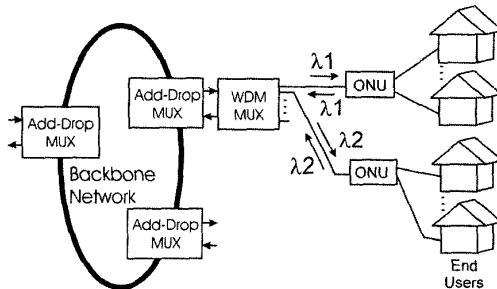 Add-Drop
MUX
Backbone
Network
Add-Drop
MUX
Add-Drop
MUX
WDM
MUX
λ1
λ1
λ2
λ2
ONU
ONU
End
Users